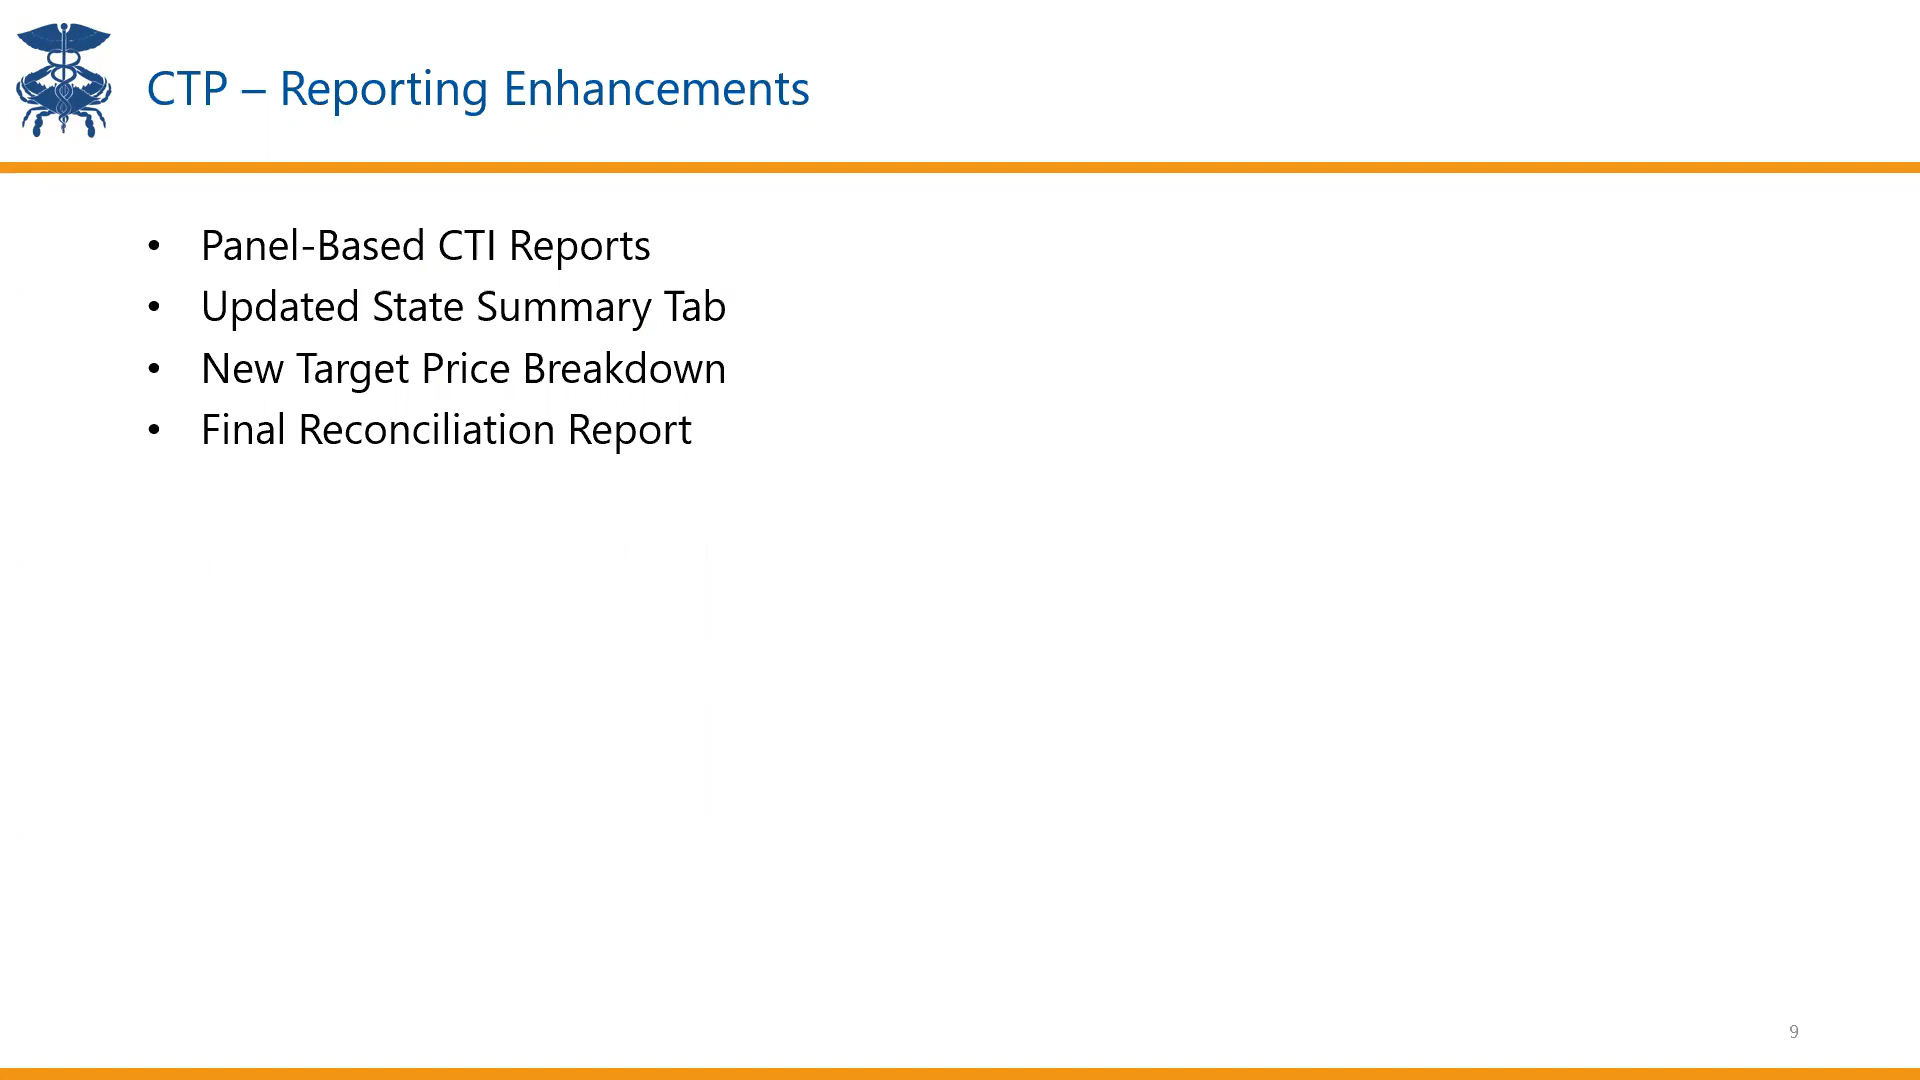 CTP – Reporting Enhancements
• Panel-Based CTI Reports
• Updated State Summary Tab
• New Target Price Breakdown
• Final Reconciliation Report
9